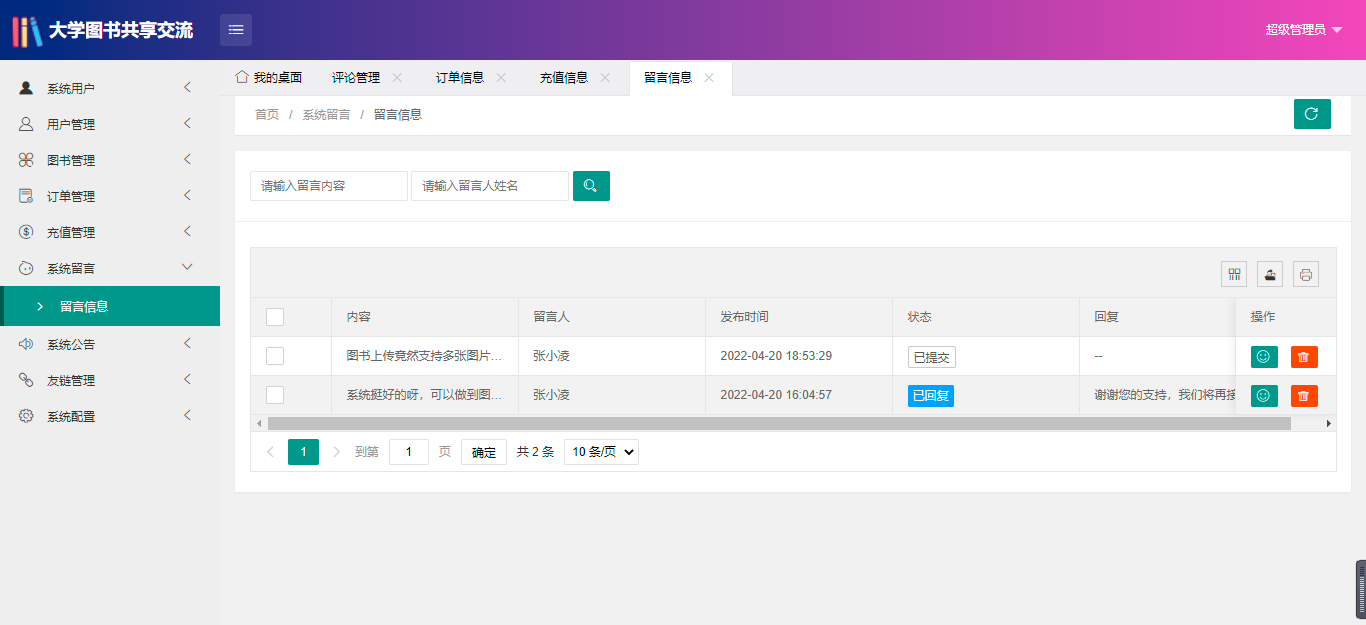 大学图书共享交流
超级管理员
系统用户
用户管理
图书管理
订单管理
充值管理
系统留言
留言信息
系统公告
友链管理
系统配置
我的桌面 评论管理 订单信息 充值信息 留言信息
首页 / 系统留言 / 留言信息
请输入留言内容 请输入留言人姓名
内容 留言人 发布时间 状态 回复 操作
图书上传竟然支持多张图片... 张小凌 2022-04-20 18:53:29 已提交 --
系统挺好的呀，可以做到图... 张小凌 2022-04-20 16:04:57 已回复 谢谢您的支持，我们将再接
1 到第 1 页 确定 共 2 条 10 条/页